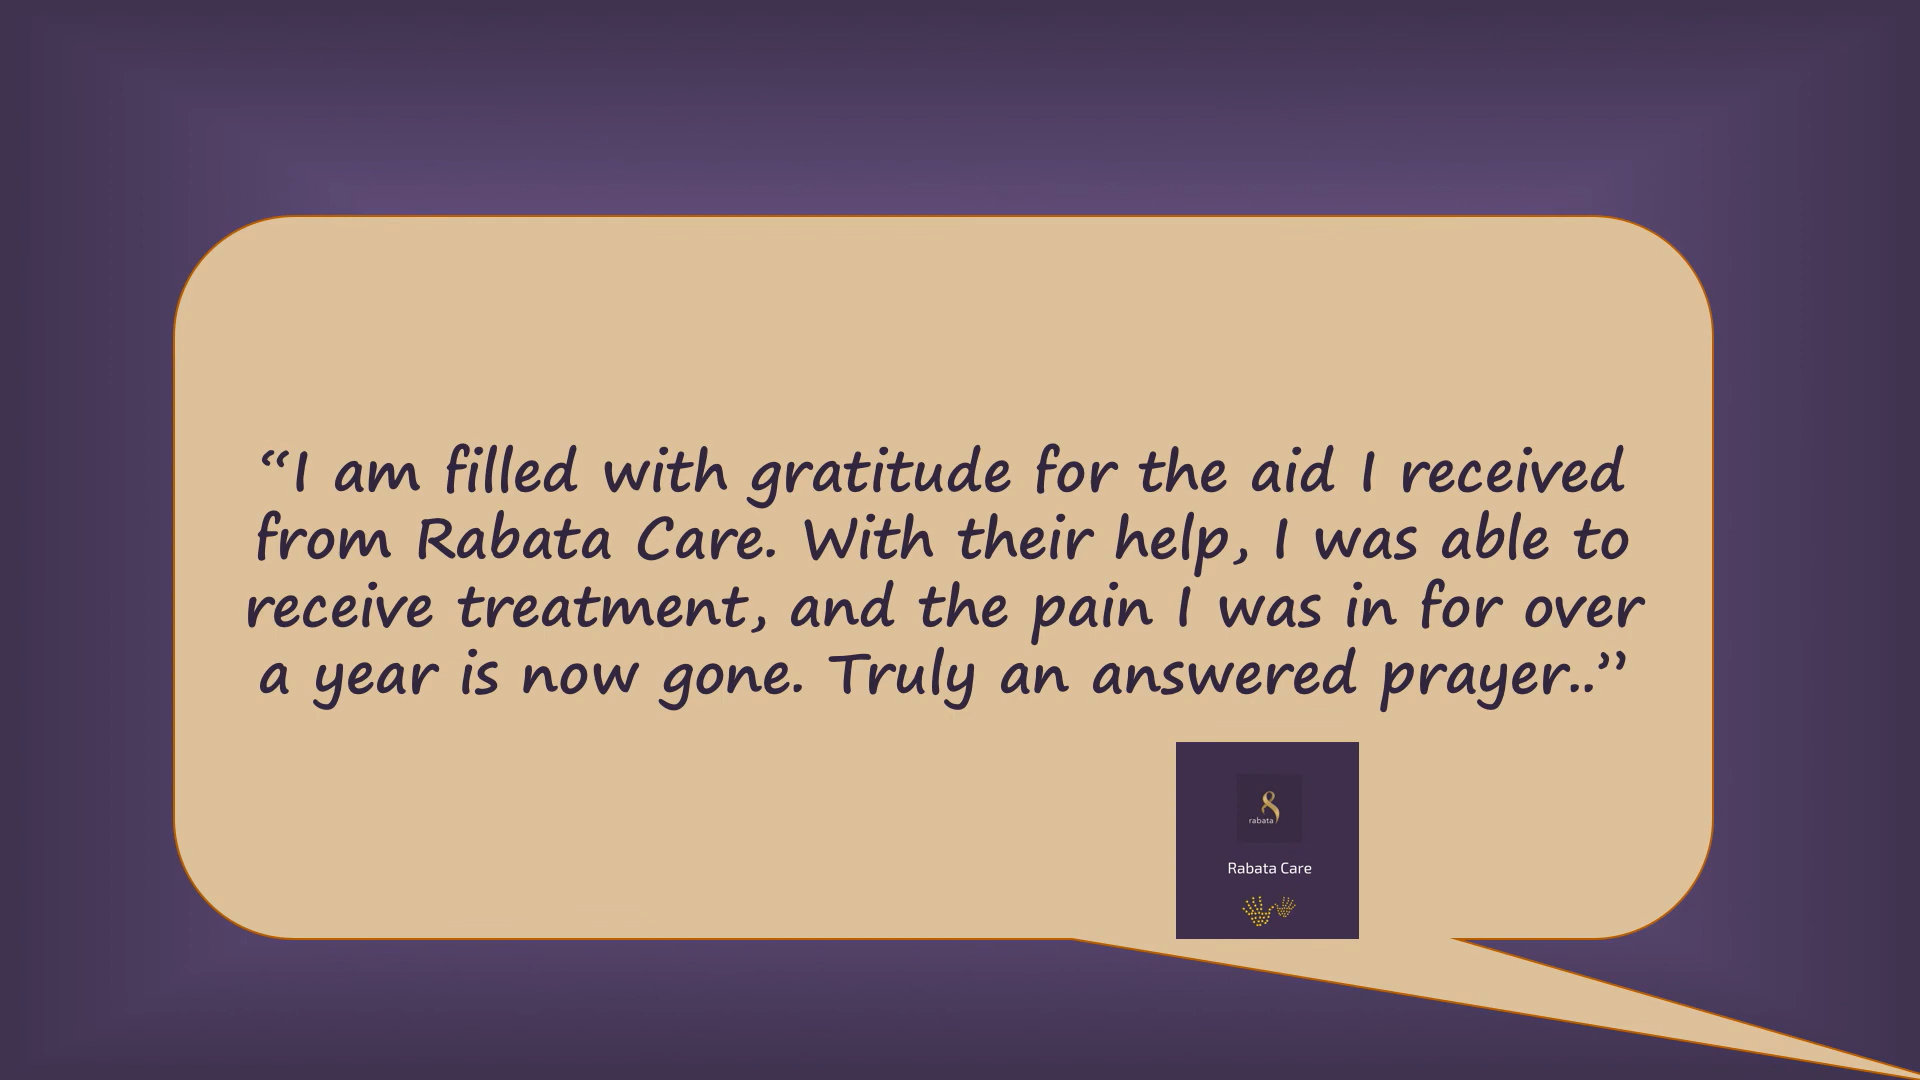 “I am filled with gratitude for the aid I received
from Rabata Care. With their help, I was able to
receive treatment, and the pain I was in for over
a year is now gone. Truly an answered prayer..”
rabata
Rabata Care